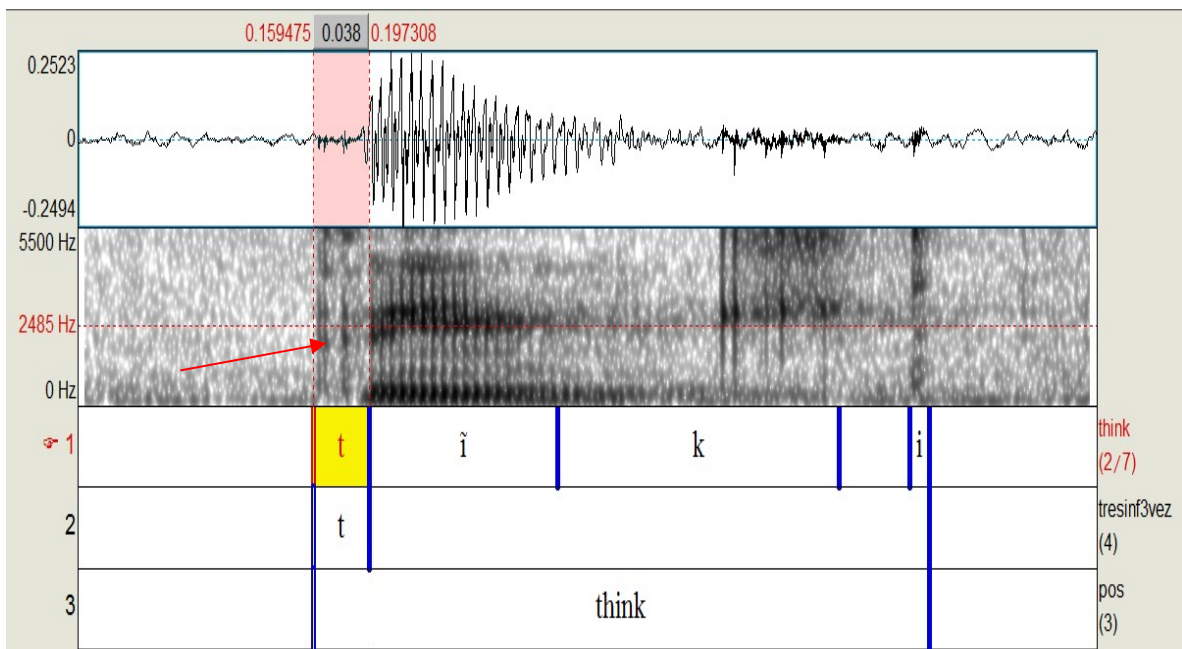 0.159475 0.038 0.197308
0.2523
0
-0.2494
5500 Hz
2485 Hz
0 Hz
☞ 1 t ĩ k i think
(2/7)
2 t tresinf3vez
(4)
3 think pos
(3)